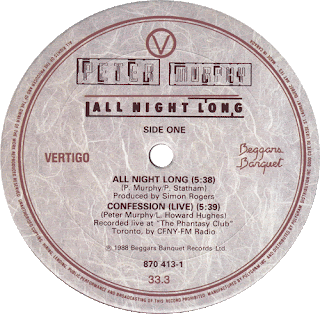 V
PETER MURPHY
ALL NIGHT LONG
SIDE ONE
VERTIGO
Beggars
Banquet
ALL NIGHT LONG (5:38)
(P. Murphy/P. Statham)
Produced by Simon Rogers
CONFESSION (LIVE) (5:39)
(Peter Murphy/L. Howard Hughes)
Recorded live at "The Phantasy Club"
Toronto, by CFNY-FM Radio
℗ 1988 Beggars Banquet Records Ltd.
870 413-1
33.3